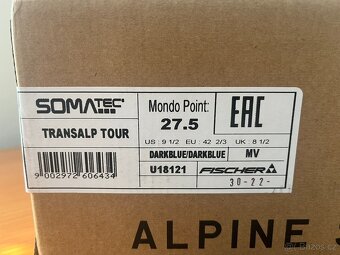 SOMATEC
Mondo Point:
27.5
EAC
TRANSALP TOUR
US : 9 1/2 EU : 42 2/3 UK : 8 1/2
DARKBLUE/DARKBLUE
MV
9 002972 606434
U18121
FISCHER
30-22-
ALPINE